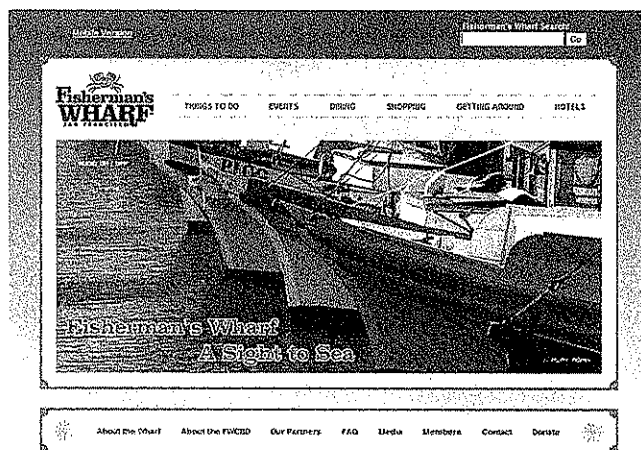 Mobile Version
Fisherman's Wharf Search:
Go
Fisherman's
WHARF
SAN FRANCISCO
THINGS TO DO EVENTS DINING SHOPPING GETTING AROUND HOTELS
Fisherman's Wharf
A Sight to Sea
About the Wharf About the FWCBD Our Partners FAQ Media Members Contact Donate